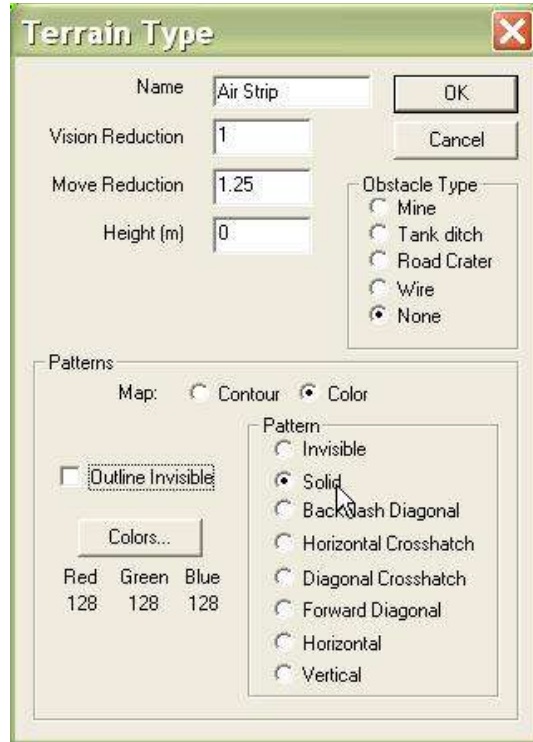 Terrain Type
Name Air Strip OK
Vision Reduction 1 Cancel
Move Reduction 1.25
Height (m) 0
Obstacle Type
Mine
Tank ditch
Road Crater
Wire
None
Patterns
Map: Contour Color
Pattern
Invisible
Outline Invisible
Solid
Backslash Diagonal
Colors...
Horizontal Crosshatch
Red Green Blue
Diagonal Crosshatch
128 128 128
Forward Diagonal
Horizontal
Vertical